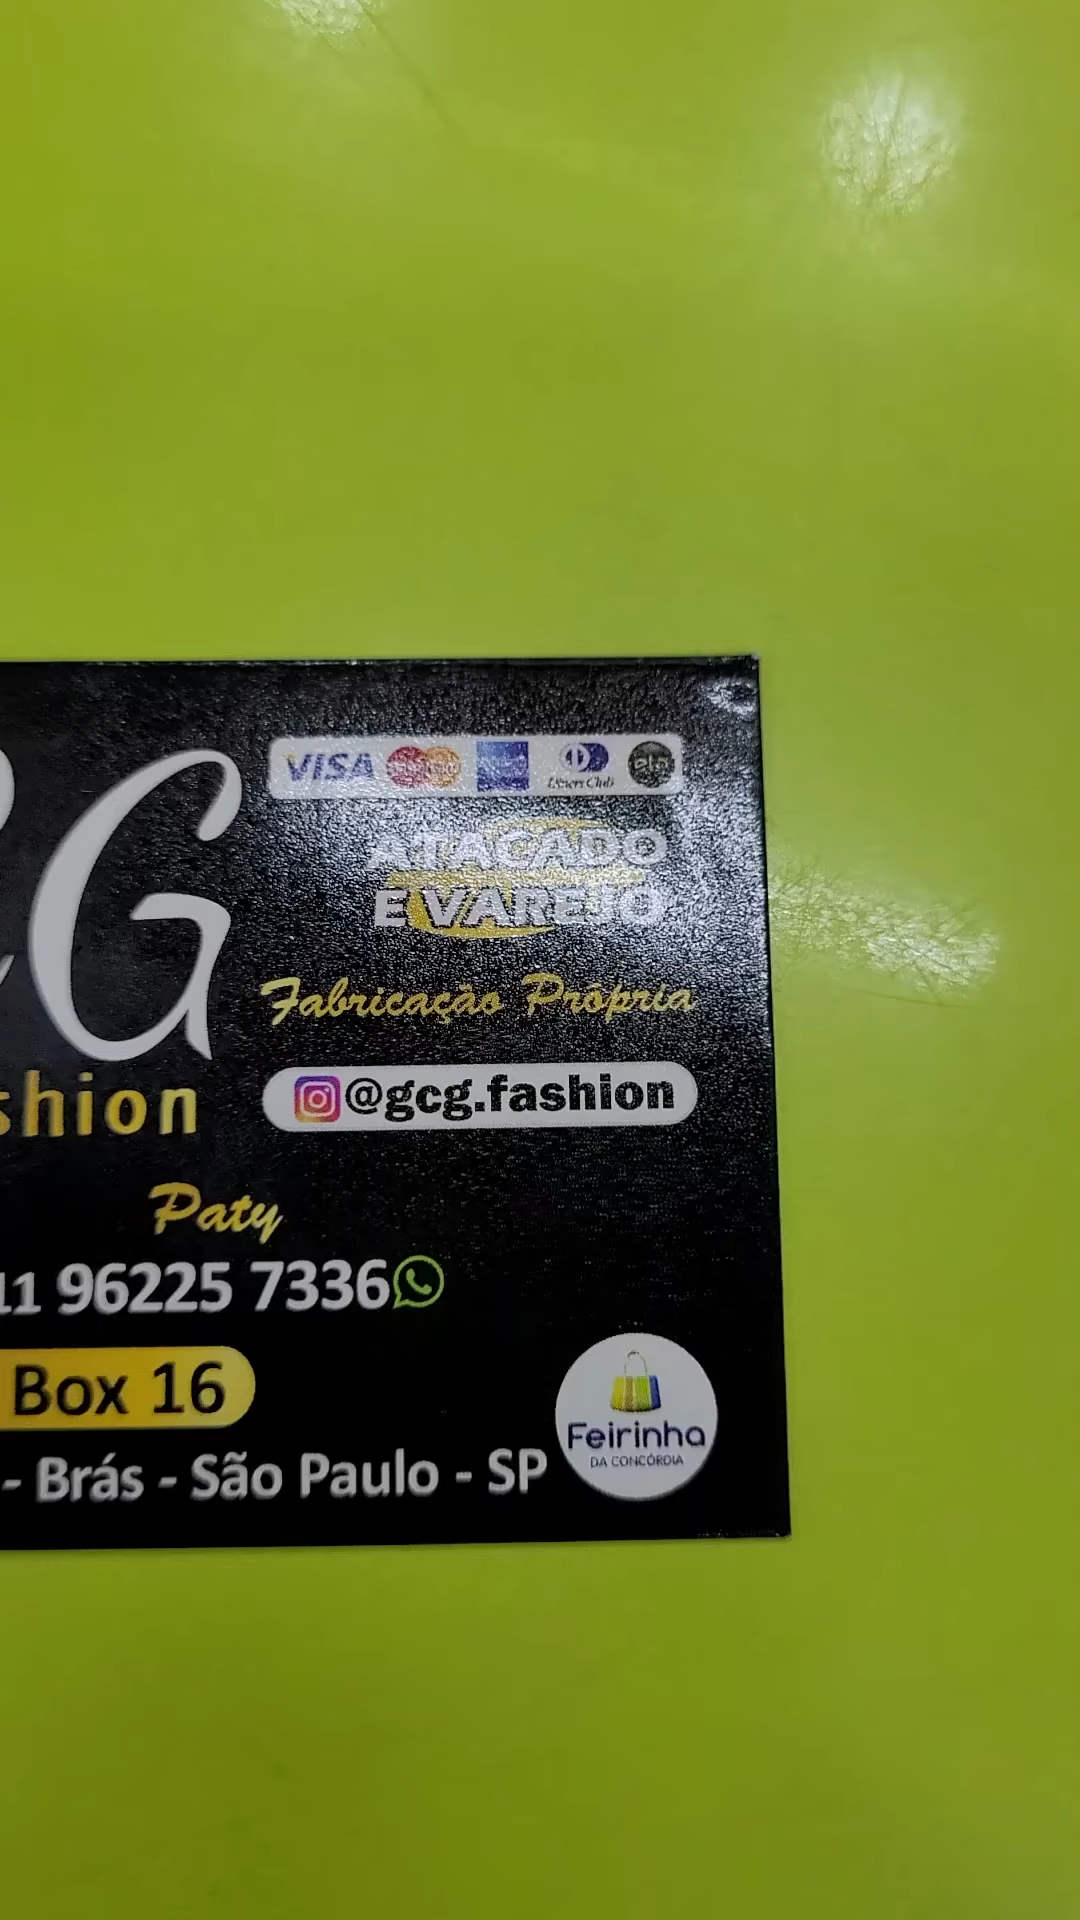 VISA
Diners Club
elo
ATACADO
E VAREJO
G
Fabricação Própria
@gcg.fashion
shion
Paty
11 96225 7336
Box 16
- Brás - São Paulo - SP
Feirinha
DA CONCÓRDIA